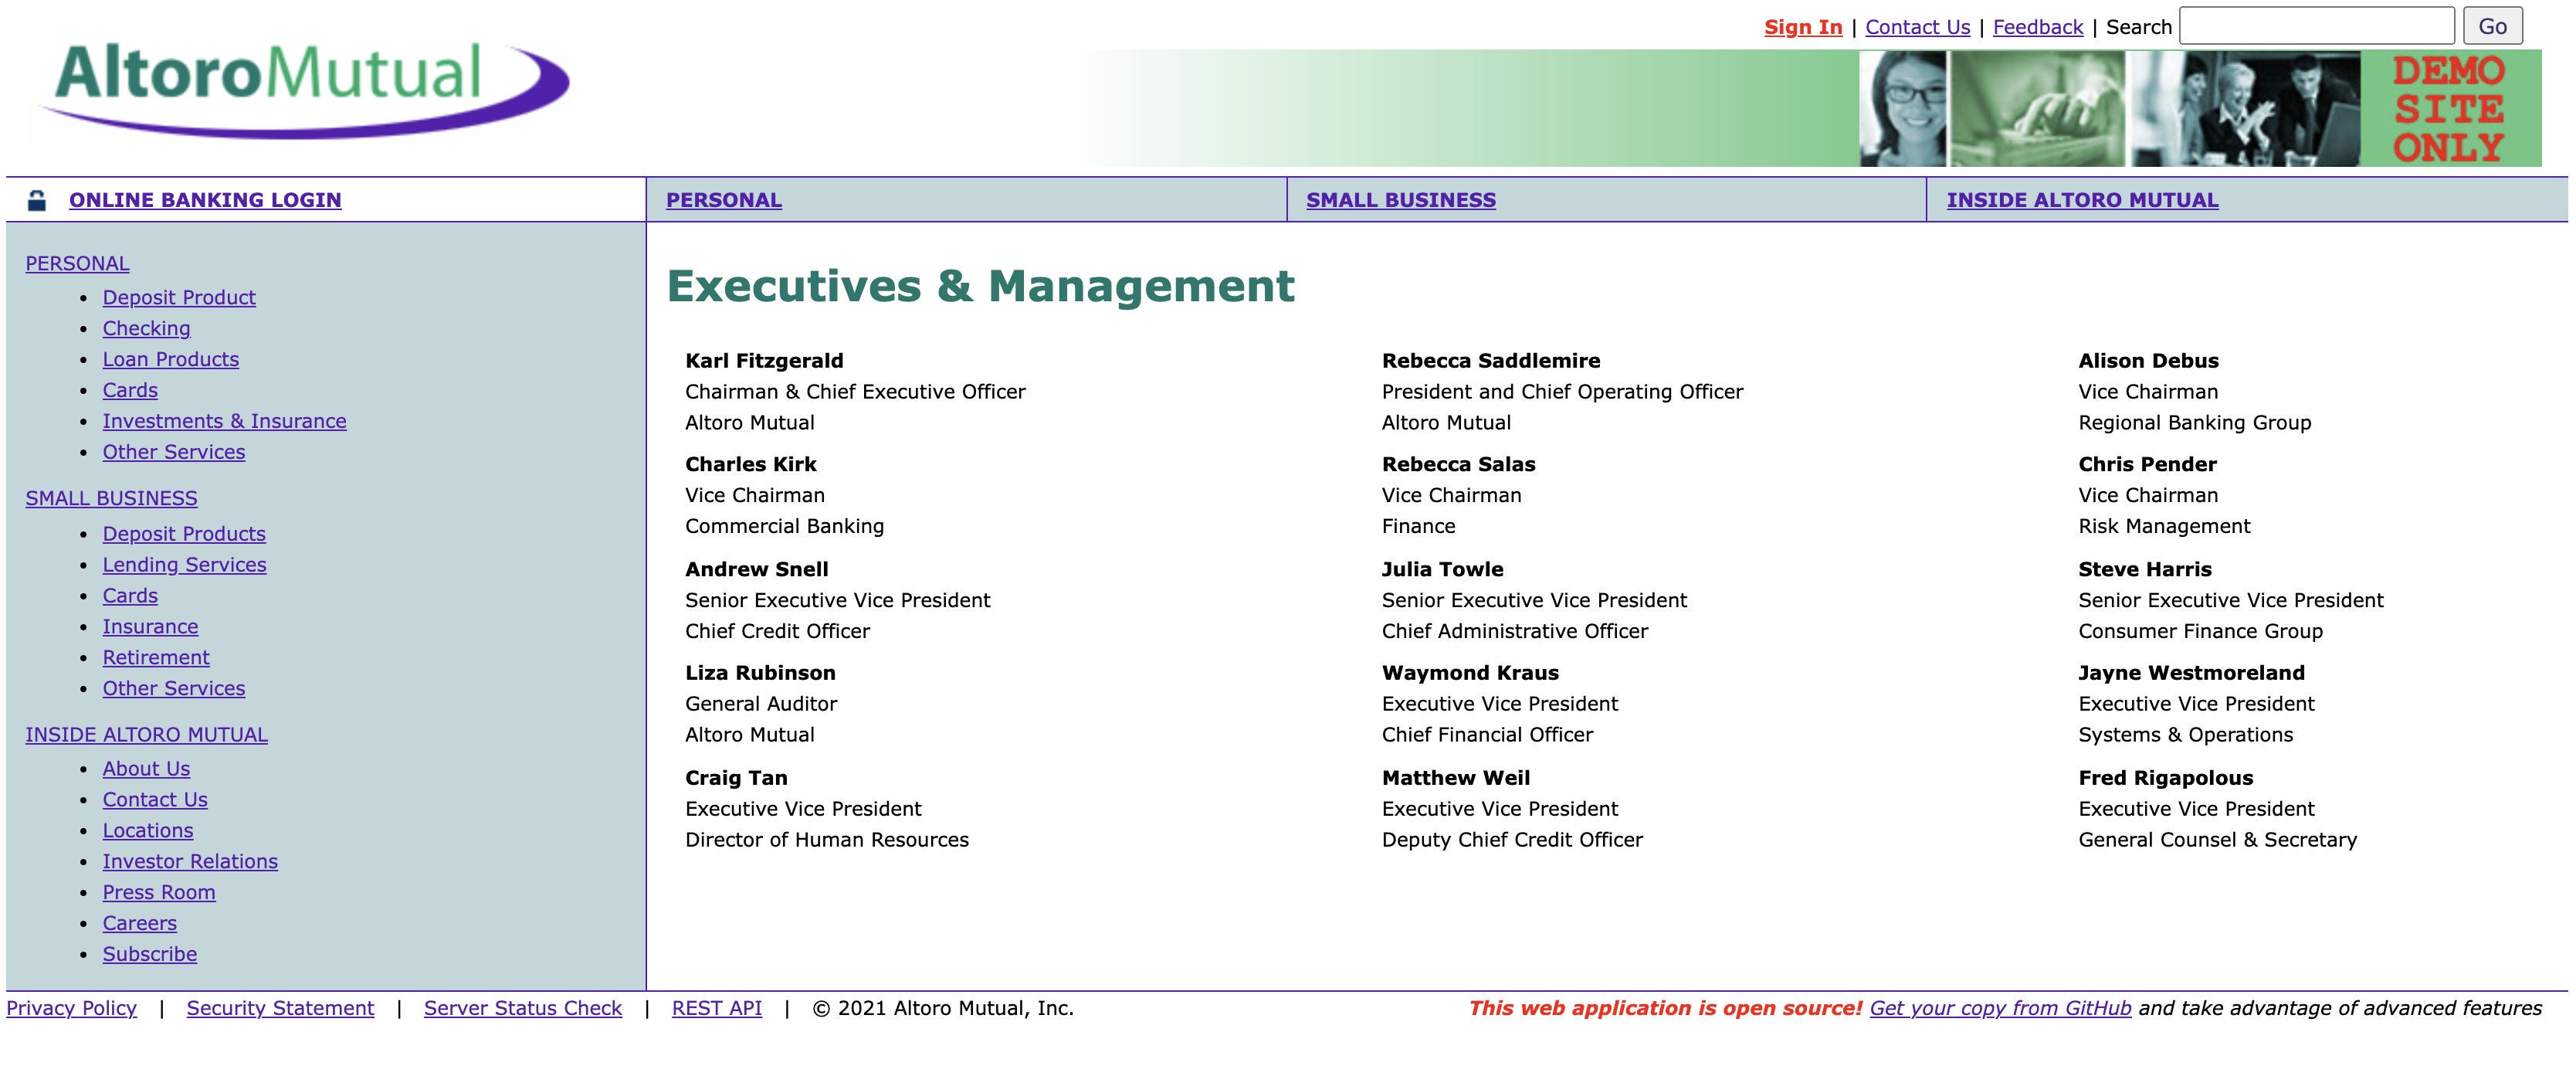 Sign In | Contact Us | Feedback | Search Go
AltoroMutual
DEMO
SITE
ONLY
ONLINE BANKING LOGIN
PERSONAL
SMALL BUSINESS
INSIDE ALTORO MUTUAL
PERSONAL
• Deposit Product
• Checking
• Loan Products
• Cards
• Investments & Insurance
• Other Services
SMALL BUSINESS
• Deposit Products
• Lending Services
• Cards
• Insurance
• Retirement
• Other Services
INSIDE ALTORO MUTUAL
• About Us
• Contact Us
• Locations
• Investor Relations
• Press Room
• Careers
• Subscribe
Executives & Management
Karl Fitzgerald
Chairman & Chief Executive Officer
Altoro Mutual
Rebecca Saddlemire
President and Chief Operating Officer
Altoro Mutual
Alison Debus
Vice Chairman
Regional Banking Group
Charles Kirk
Vice Chairman
Commercial Banking
Rebecca Salas
Vice Chairman
Finance
Chris Pender
Vice Chairman
Risk Management
Andrew Snell
Senior Executive Vice President
Chief Credit Officer
Julia Towle
Senior Executive Vice President
Chief Administrative Officer
Steve Harris
Senior Executive Vice President
Consumer Finance Group
Liza Rubinson
General Auditor
Altoro Mutual
Waymond Kraus
Executive Vice President
Chief Financial Officer
Jayne Westmoreland
Executive Vice President
Systems & Operations
Craig Tan
Executive Vice President
Director of Human Resources
Matthew Weil
Executive Vice President
Deputy Chief Credit Officer
Fred Rigapolous
Executive Vice President
General Counsel & Secretary
Privacy Policy | Security Statement | Server Status Check | REST API | © 2021 Altoro Mutual, Inc.
This web application is open source! Get your copy from GitHub and take advantage of advanced features